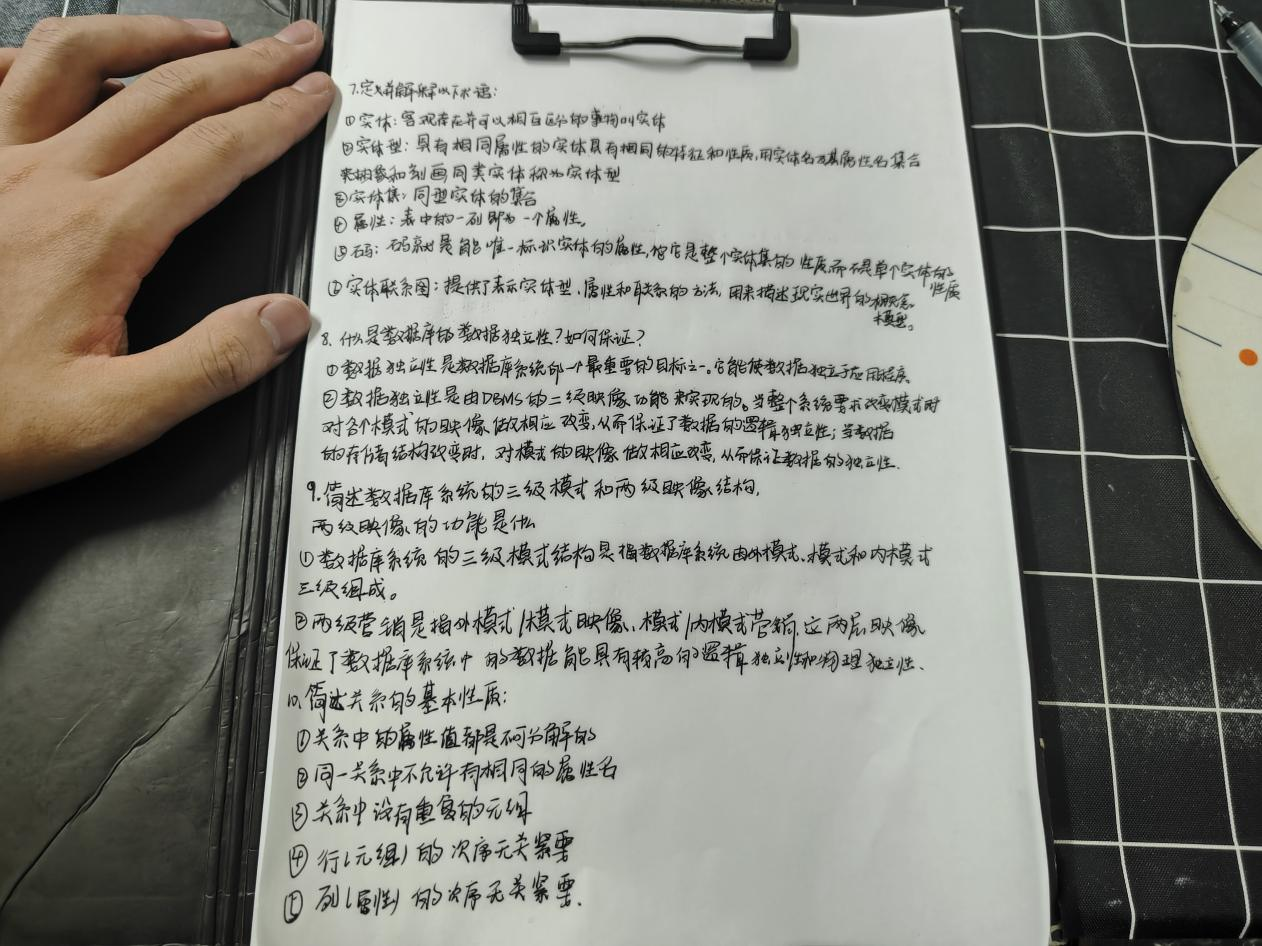 7.定义并解释以下术语：
①实体：客观存在并可以相互区分的事物叫实体
②实体型：具有相同属性的实体具有相同的特征和性质，用实体名及其属性名集合
来抽象和刻画同类实体称为实体型
③实体集：同型实体的集合
④属性：表中的一列即为一个属性。
⑤码：码就是能唯一标识实体的属性，它是整个实体集的性质而不是单个实体的
性质
⑥实体联系图：提供了表示实体型、属性和联系的方法，用来描述现实世界的概念
模型。
8.什么是数据库的数据独立性？如何保证？
①数据独立性是数据库系统的一个最重要的目标之一。它能使数据独立于应用程序
②数据独立性是由DBMS的二级映像功能来实现的。当整个系统要求改变模式时
对各个模式的映像做相应改变，从而保证了数据的逻辑独立性；当数据
的存储结构改变时，对模式的映像做相应改变，从而保证数据的独立性.
9.简述数据库系统的三级模式和两级映像结构，
两级映像的功能是什么
①数据库系统的三级模式结构是指数据库系统由外模式、模式和内模式
三级组成。
②两级营销是指外模式/模式映像、模式/内模式营销，这两层映像
保证了数据库系统中的数据能具有较高的逻辑独立性和物理独立性、
10.简述关系的基本性质：
①关系中的属性值都是不可分解的
②同一关系中不允许有相同的属性名
③关系中没有重复的元组
④行（元组）的次序无关紧要
⑤列（属性）的次序无关紧要.